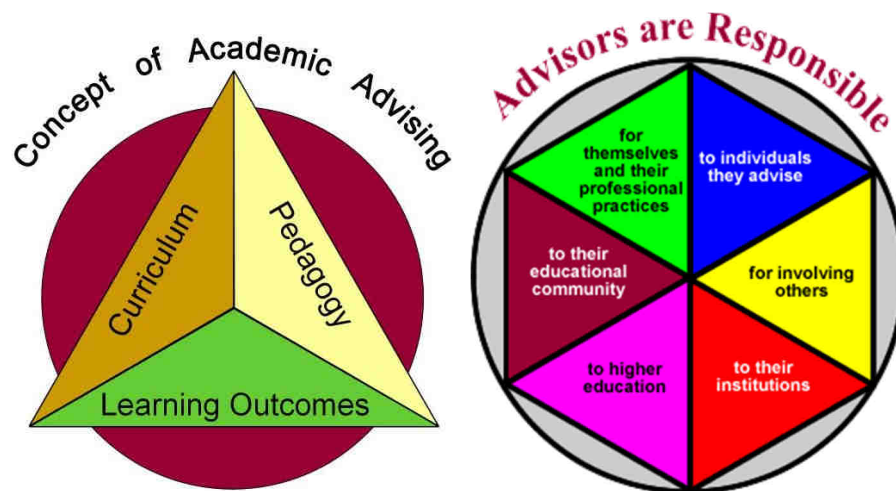 Concept of Academic Advising
Curriculum
Pedagogy
Learning Outcomes
Advisors are Responsible
for
themselves
and their
professional
practices
to individuals
they advise
to their
educational
community
for involving
others
to higher
education
to their
institutions